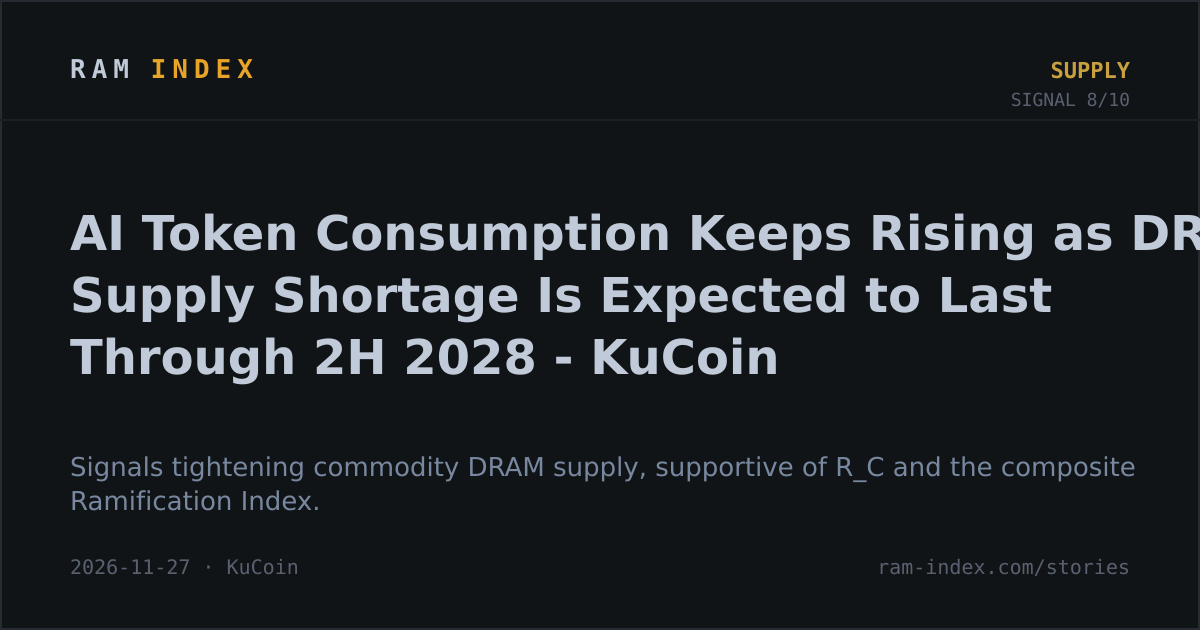 RAM INDEX
SUPPLY
SIGNAL 8/10
AI Token Consumption Keeps Rising as DR
Supply Shortage Is Expected to Last
Through 2H 2028 - KuCoin
Signals tightening commodity DRAM supply, supportive of R_C and the composite
Ramification Index.
2026-11-27 · KuCoin
ram-index.com/stories